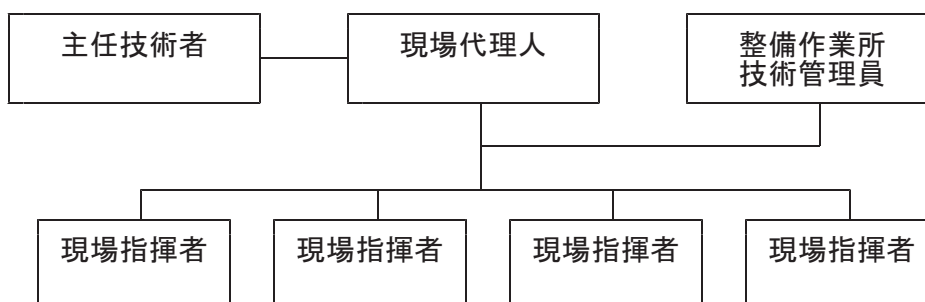 主任技術者
現場代理人
整備作業所
技術管理員
現場指揮者
現場指揮者
現場指揮者
現場指揮者